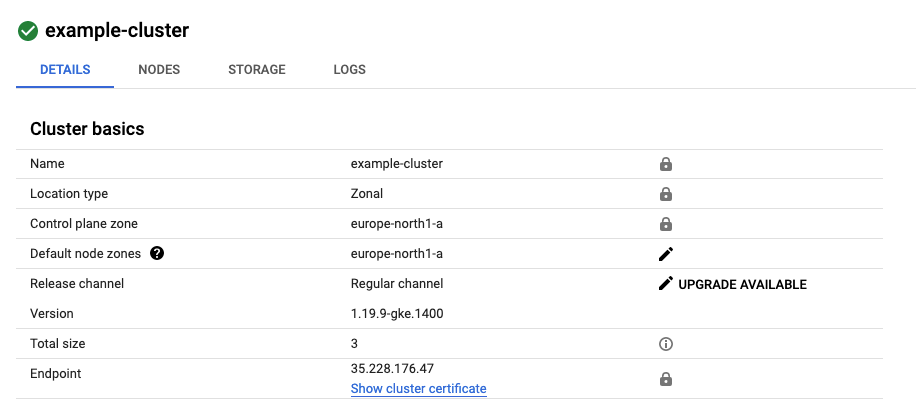 example-cluster
DETAILS NODES STORAGE LOGS
Cluster basics
Name example-cluster
Location type Zonal
Control plane zone europe-north1-a
Default node zones europe-north1-a
Release channel Regular channel UPGRADE AVAILABLE
Version 1.19.9-gke.1400
Total size 3
Endpoint 35.228.176.47
Show cluster certificate